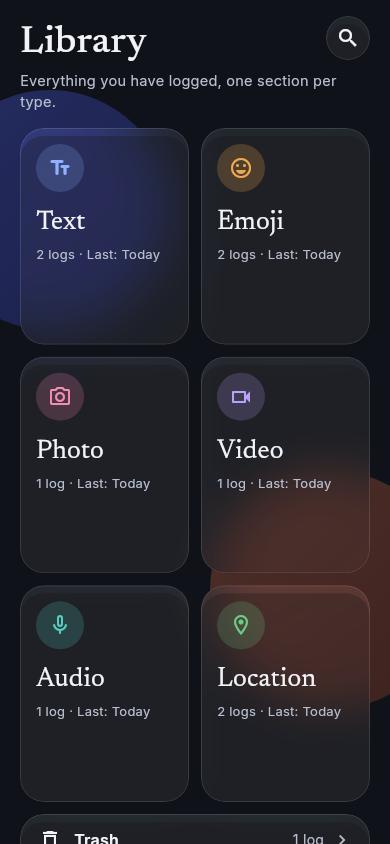 Library
Everything you have logged, one section per
type.
Text
2 logs · Last: Today
Emoji
2 logs · Last: Today
Photo
1 log · Last: Today
Video
1 log · Last: Today
Audio
1 log · Last: Today
Location
2 logs · Last: Today
Trash
1 log